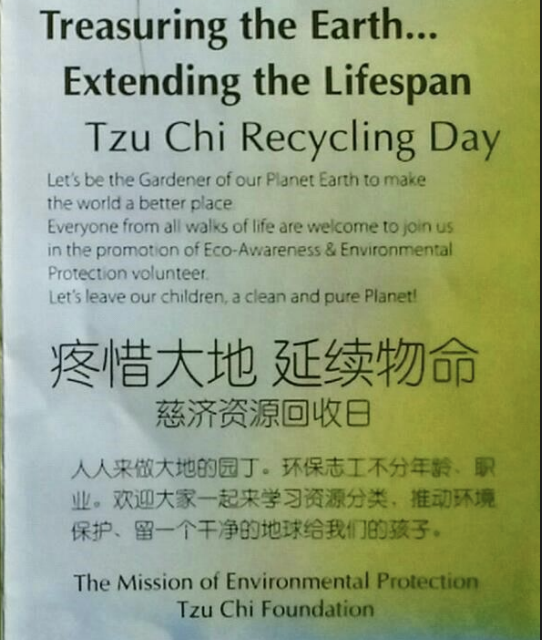 Treasuring the Earth...
Extending the Lifespan
Tzu Chi Recycling Day
Let's be the Gardener of our Planet Earth to make
the world a better place.
Everyone from all walks of life are welcome to join us
in the promotion of Eco-Awareness & Environmental
Protection volunteer.
Let's leave our children, a clean and pure Planet!
疼惜大地 延续物命
慈济资源回收日
人人来做大地的园丁。环保志工不分年龄、职
业。欢迎大家一起来学习资源分类，推动环境
保护、留一个干净的地球给我们的孩子。
The Mission of Environmental Protection
Tzu Chi Foundation